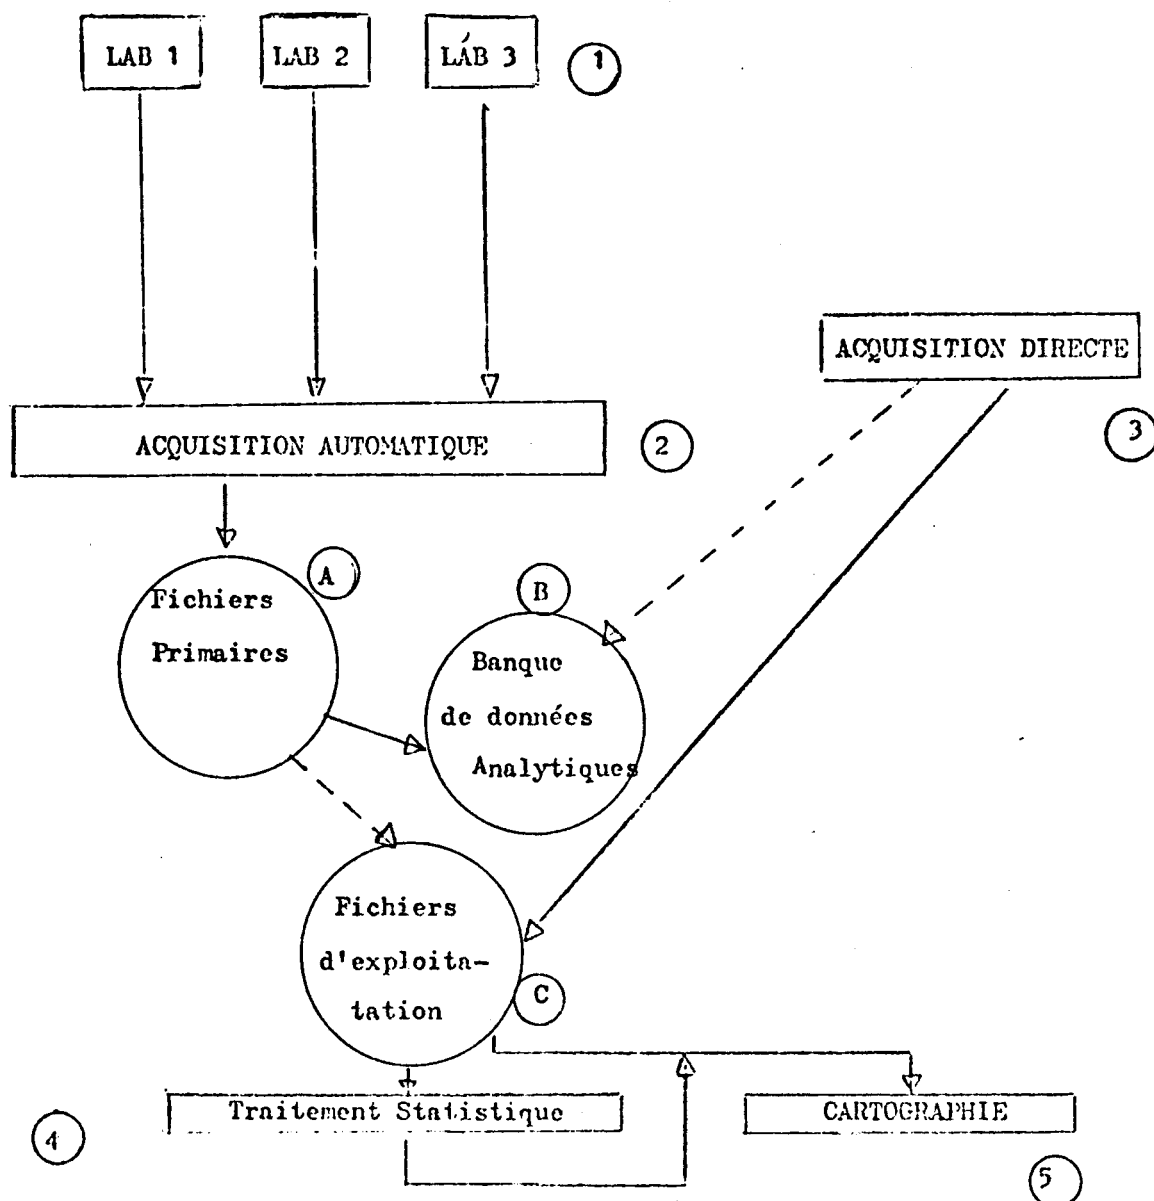 LAB 1
LAB 2
LAB 3
1
ACQUISITION DIRECTE
3
ACQUISITION AUTOMATIQUE
2
A
Fichiers
Primaires
B
Banque
de données
Analytiques
Fichiers
d'exploita-
tation
C
Traitement Statistique
CARTOGRAPHIE
4
5